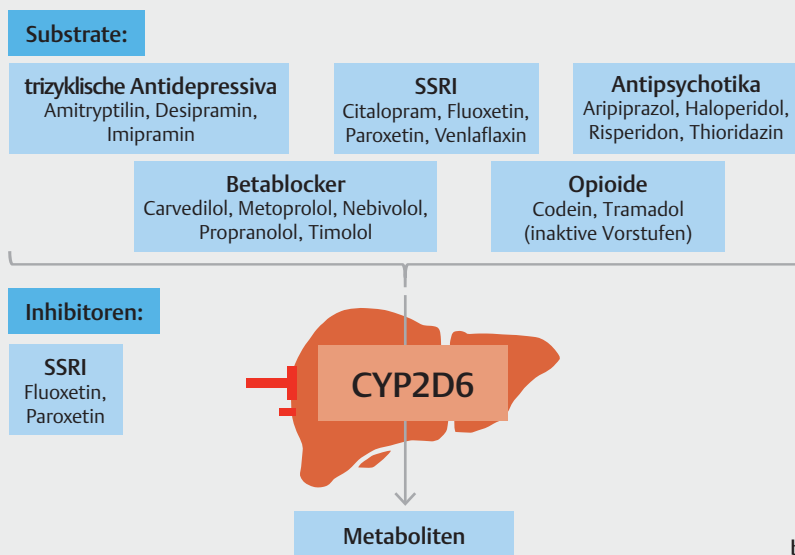 Substrate:
trizyklische Antidepressiva
Amitryptilin, Desipramin,
Imipramin
SSRI
Citalopram, Fluoxetin,
Paroxetin, Venlaflaxin
Antipsychotika
Aripiprazol, Haloperidol,
Risperidon, Thioridazin
Betablocker
Carvedilol, Metoprolol, Nebivolol,
Propranolol, Timolol
Opioide
Codein, Tramadol
(inaktive Vorstufen)
Inhibitoren:
SSRI
Fluoxetin,
Paroxetin
CYP2D6
Metaboliten